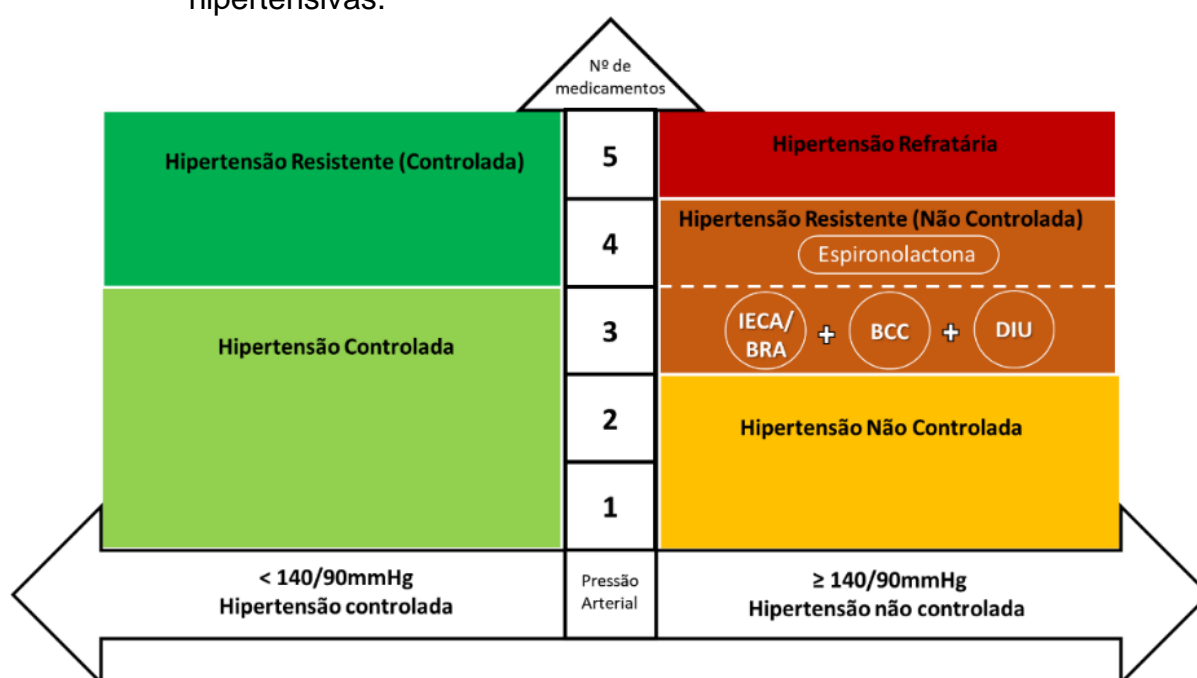 hipertensivas.
Nº de
medicamentos
Hipertensão Resistente (Controlada)
5
Hipertensão Refratária
4
Hipertensão Resistente (Não Controlada)
Espironolactona
Hipertensão Controlada
3
IECA/
BRA
+
BCC
+
DIU
2
Hipertensão Não Controlada
1
< 140/90mmHg
Hipertensão controlada
Pressão
Arterial
≥ 140/90mmHg
Hipertensão não controlada